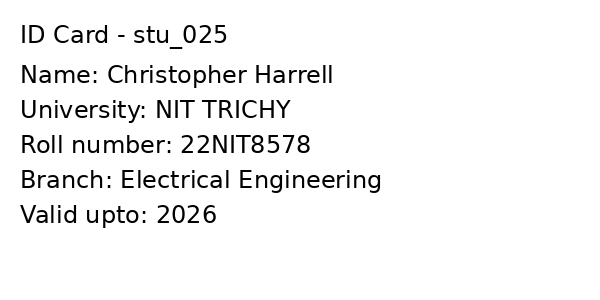 ID Card - stu_025
Name: Christopher Harrell
University: NIT TRICHY
Roll number: 22NIT8578
Branch: Electrical Engineering
Valid upto: 2026